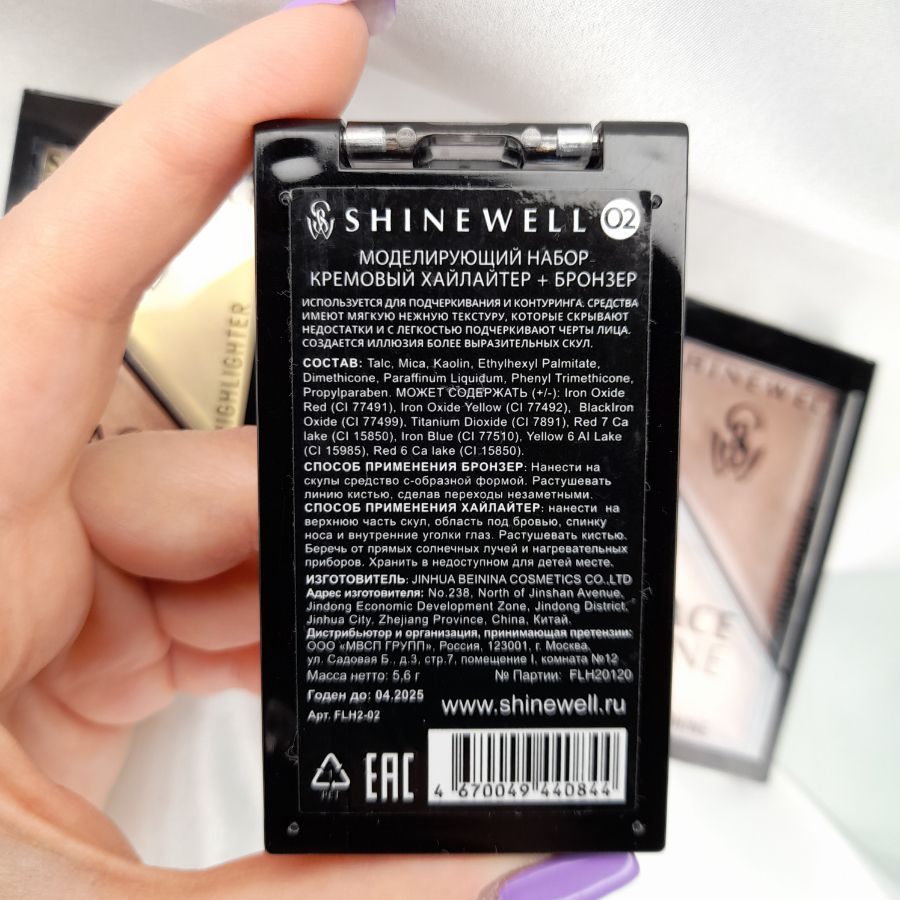 SHINEWELL 02
МОДЕЛИРУЮЩИЙ НАБОР
КРЕМОВЫЙ ХАЙЛАЙТЕР + БРОНЗЕР
ИСПОЛЬЗУЕТСЯ ДЛЯ ПОДЧЕРКИВАНИЯ И КОНТУРИНГА. СРЕДСТВА
ИМЕЮТ МЯГКУЮ НЕЖНУЮ ТЕКСТУРУ, КОТОРЫЕ СКРЫВАЮТ
НЕДОСТАТКИ И С ЛЕГКОСТЬЮ ПОДЧЕРКИВАЮТ ЧЕРТЫ ЛИЦА.
СОЗДАЕТСЯ ИЛЛЮЗИЯ БОЛЕЕ ВЫРАЗИТЕЛЬНЫХ СКУЛ.
СОСТАВ: Talc, Mica, Kaolin, Ethylhexyl Palmitate,
Dimethicone, Paraffinum Liquidum, Phenyl Trimethicone,
Propylparaben. МОЖЕТ СОДЕРЖАТЬ (+/-): Iron Oxide
Red (CI 77491), Iron Oxide Yellow (CI 77492), BlackIron
Oxide (CI 77499), Titanium Dioxide (CI 7891), Red 7 Ca
lake (CI 15850), Iron Blue (CI 77510), Yellow 6 Al Lake
(CI 15985), Red 6 Ca lake (CI 15850).
СПОСОБ ПРИМЕНЕНИЯ БРОНЗЕР: Нанести на
скулы средство с-образной формой. Растушевать
линию кистью, сделав переходы незаметными.
СПОСОБ ПРИМЕНЕНИЯ ХАЙЛАЙТЕР: нанести на
верхнюю часть скул, область под бровью, спинку
носа и внутренние уголки глаз. Растушевать кистью.
Беречь от прямых солнечных лучей и нагревательных
приборов. Хранить в недоступном для детей месте.
ИЗГОТОВИТЕЛЬ: JINHUA BEININA COSMETICS CO.,LTD
Адрес изготовителя: No.238, North of Jinshan Avenue,
Jindong Economic Development Zone, Jindong District,
Jinhua City, Zhejiang Province, China, Китай.
Дистрибьютор и организация, принимающая претензии:
ООО «МВСП ГРУПП», Россия, 123001, г. Москва,
ул. Садовая Б., д.3, стр.7, помещение I, комната №12
Масса нетто: 5,6 г № Партии: FLH20120
Годен до: 04.2025
www.shinewell.ru
Арт. FLH2-02
1
PET
EAC
4 670049 440844
HIGHLIGHTER